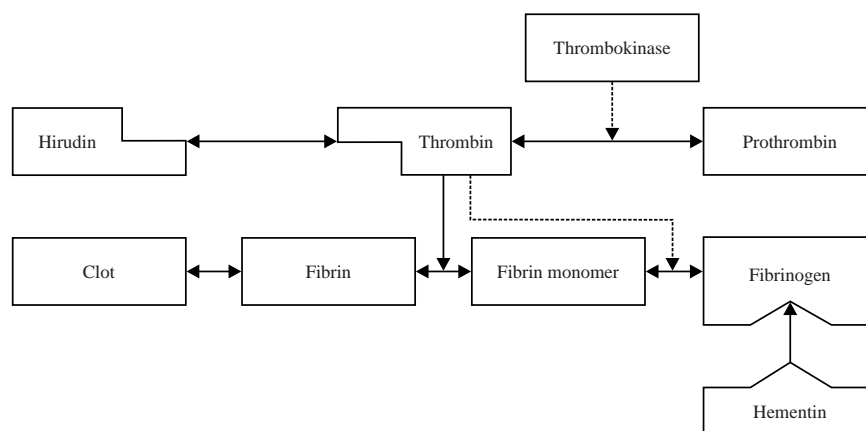 Thrombokinase
Hirudin
Thrombin
Prothrombin
Clot
Fibrin
Fibrin monomer
Fibrinogen
Hementin